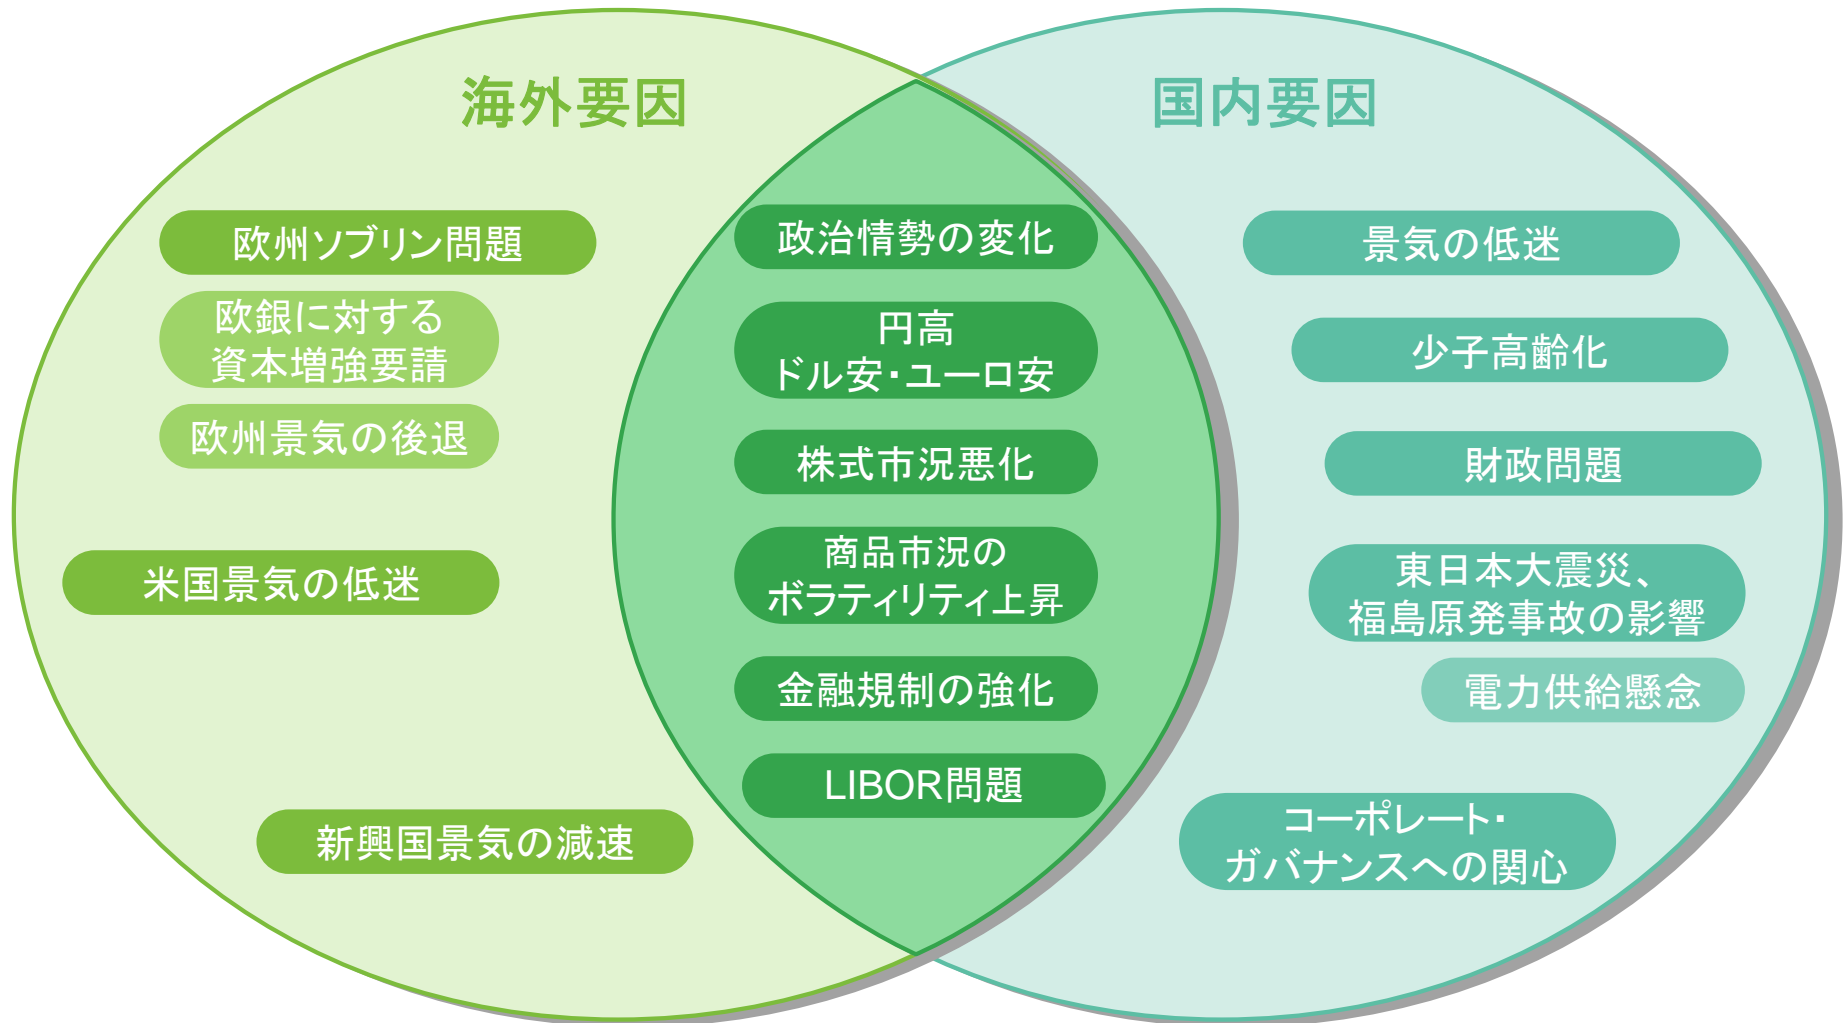 海外要因
国内要因
欧州ソブリン問題
欧銀に対する
資本増強要請
欧州景気の後退
米国景気の低迷
新興国景気の減速
政治情勢の変化
円高
ドル安・ユーロ安
株式市況悪化
商品市況の
ボラティリティ上昇
金融規制の強化
LIBOR問題
景気の低迷
少子高齢化
財政問題
東日本大震災、
福島原発事故の影響
電力供給懸念
コーポレート・
ガバナンスへの関心